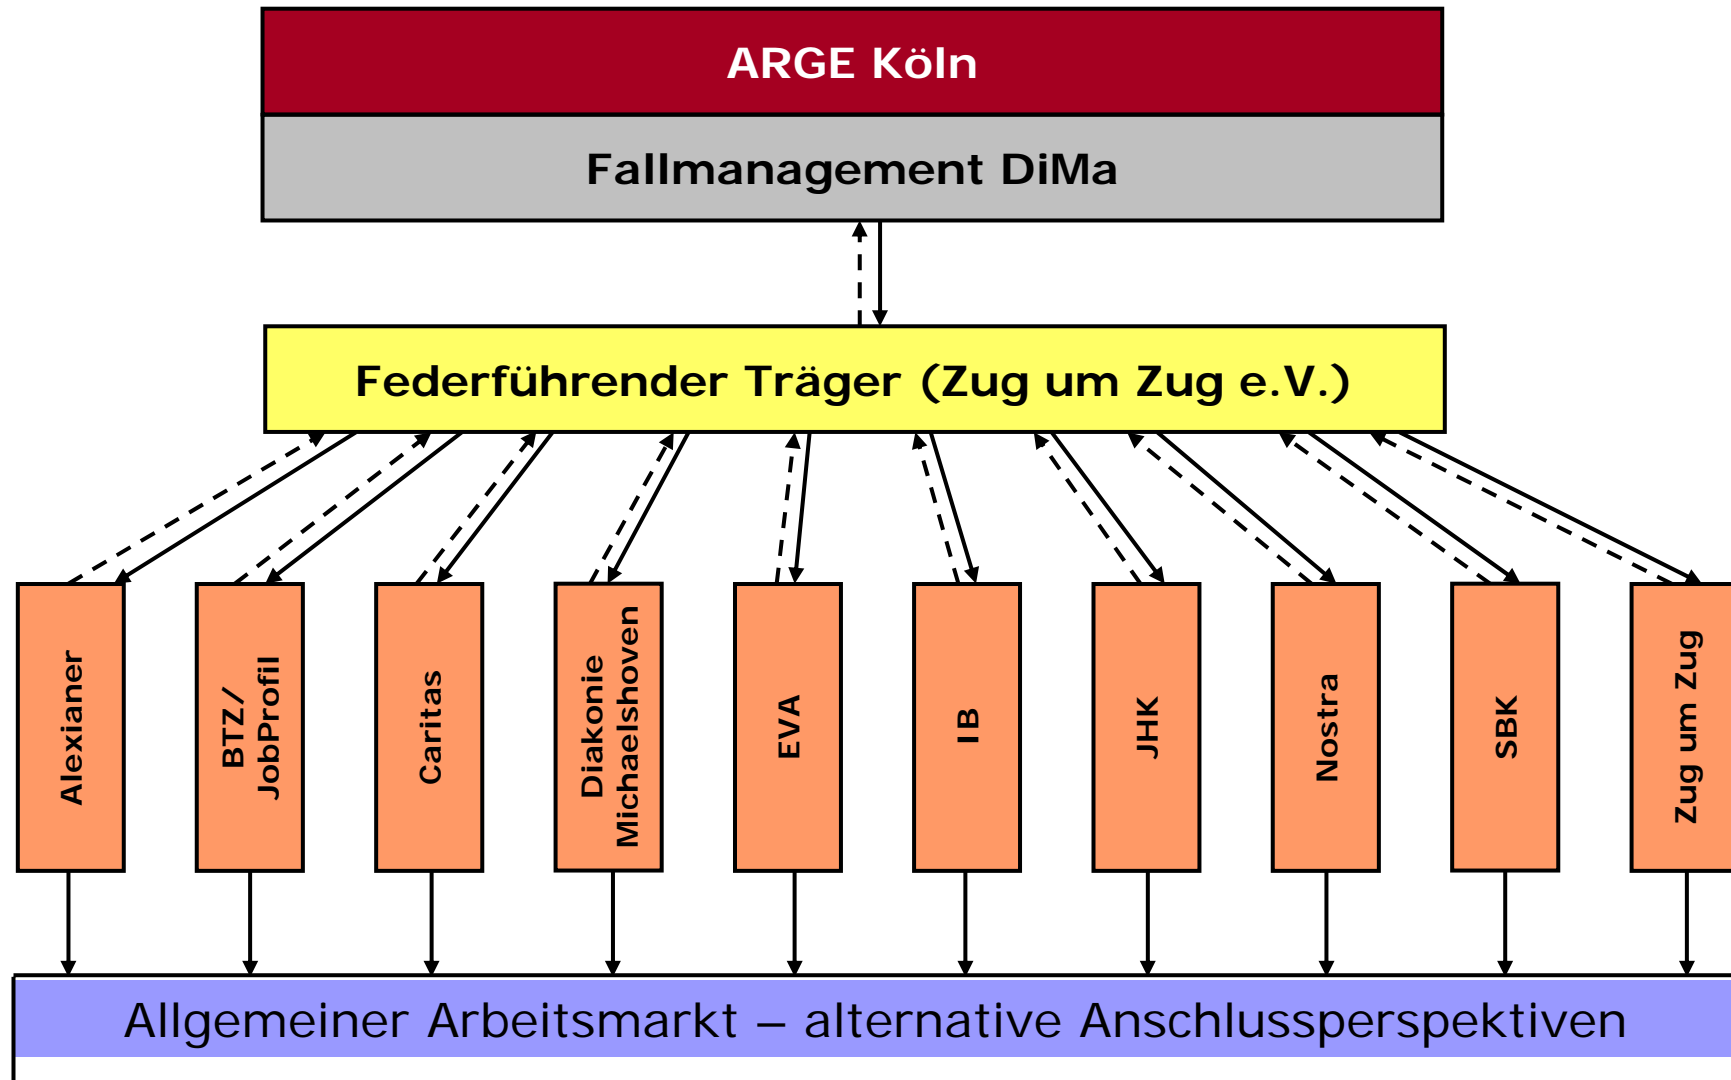 ARGE Köln
Fallmanagement DiMa
Federführender Träger (Zug um Zug e.V.)
Alexianer
BTZ/
JobProfil
Caritas
Diakonie
Michaelshoven
EVA
IB
JHK
Nostra
SBK
Zug um Zug
Allgemeiner Arbeitsmarkt – alternative Anschlussperspektiven